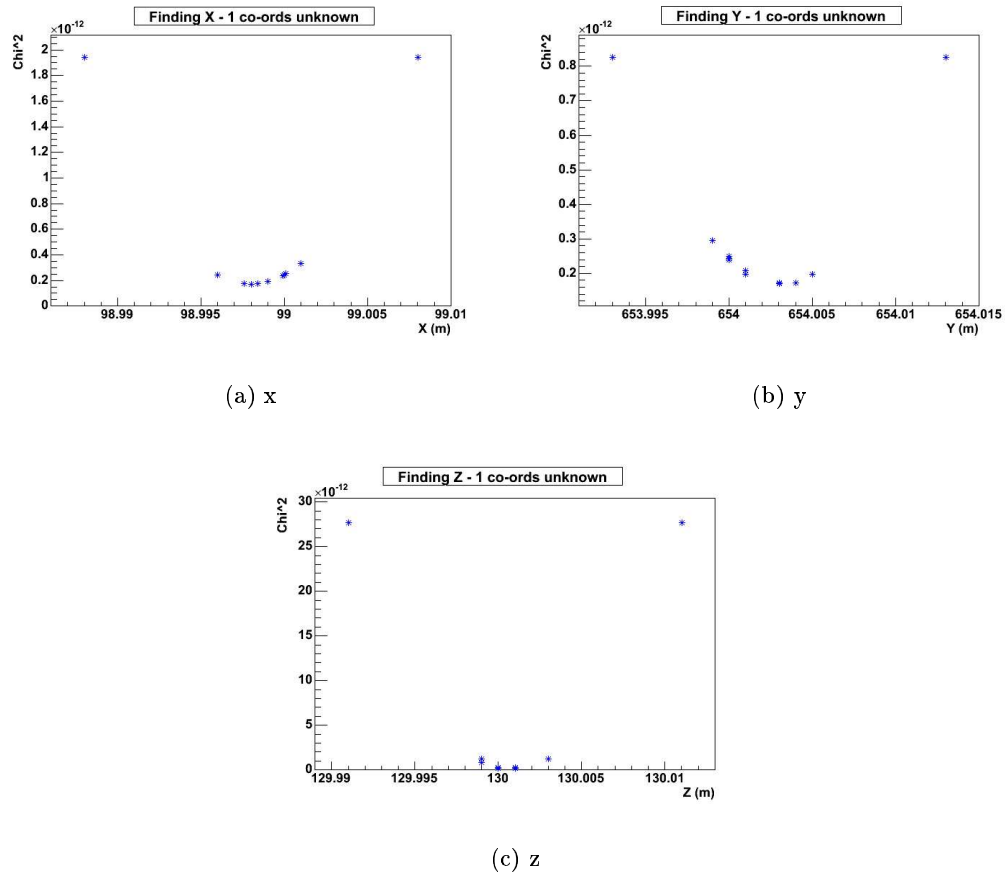 Finding X - 1 co-ords unknown
×10-12
Chi^2
2
1.8
1.6
1.4
1.2
1
0.8
0.6
0.4
0.2
0
98.99 98.995 99 99.005 99.01
X (m)
(a) x
Finding Y - 1 co-ords unknown
×10-12
Chi^2
0.8
0.7
0.6
0.5
0.4
0.3
0.2
653.995 654 654.005 654.01 654.015
Y (m)
(b) y
Finding Z - 1 co-ords unknown
×10-12
Chi^2
30
25
20
15
10
5
0
129.99 129.995 130 130.005 130.01
Z (m)
(c) z